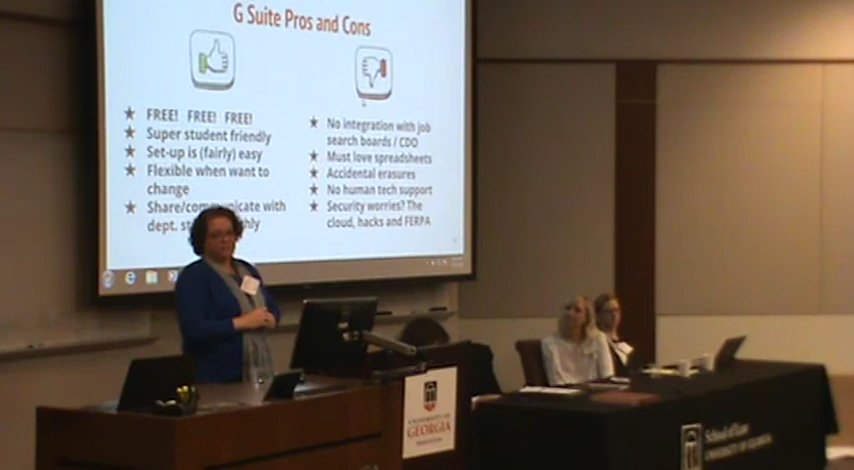 G Suite Pros and Cons
FREE! FREE! FREE!
Super student friendly
Set-up is (fairly) easy
Flexible when want to
change
Share/communicate with
dept.
No integration with job
search boards / CDO
Must love spreadsheets
Accidental erasures
No human tech support
Security worries? The
cloud, hacks and FERPA
UNIVERSITY OF
GEORGIA
School of Law
UNIVERSITY OF GEORGIA